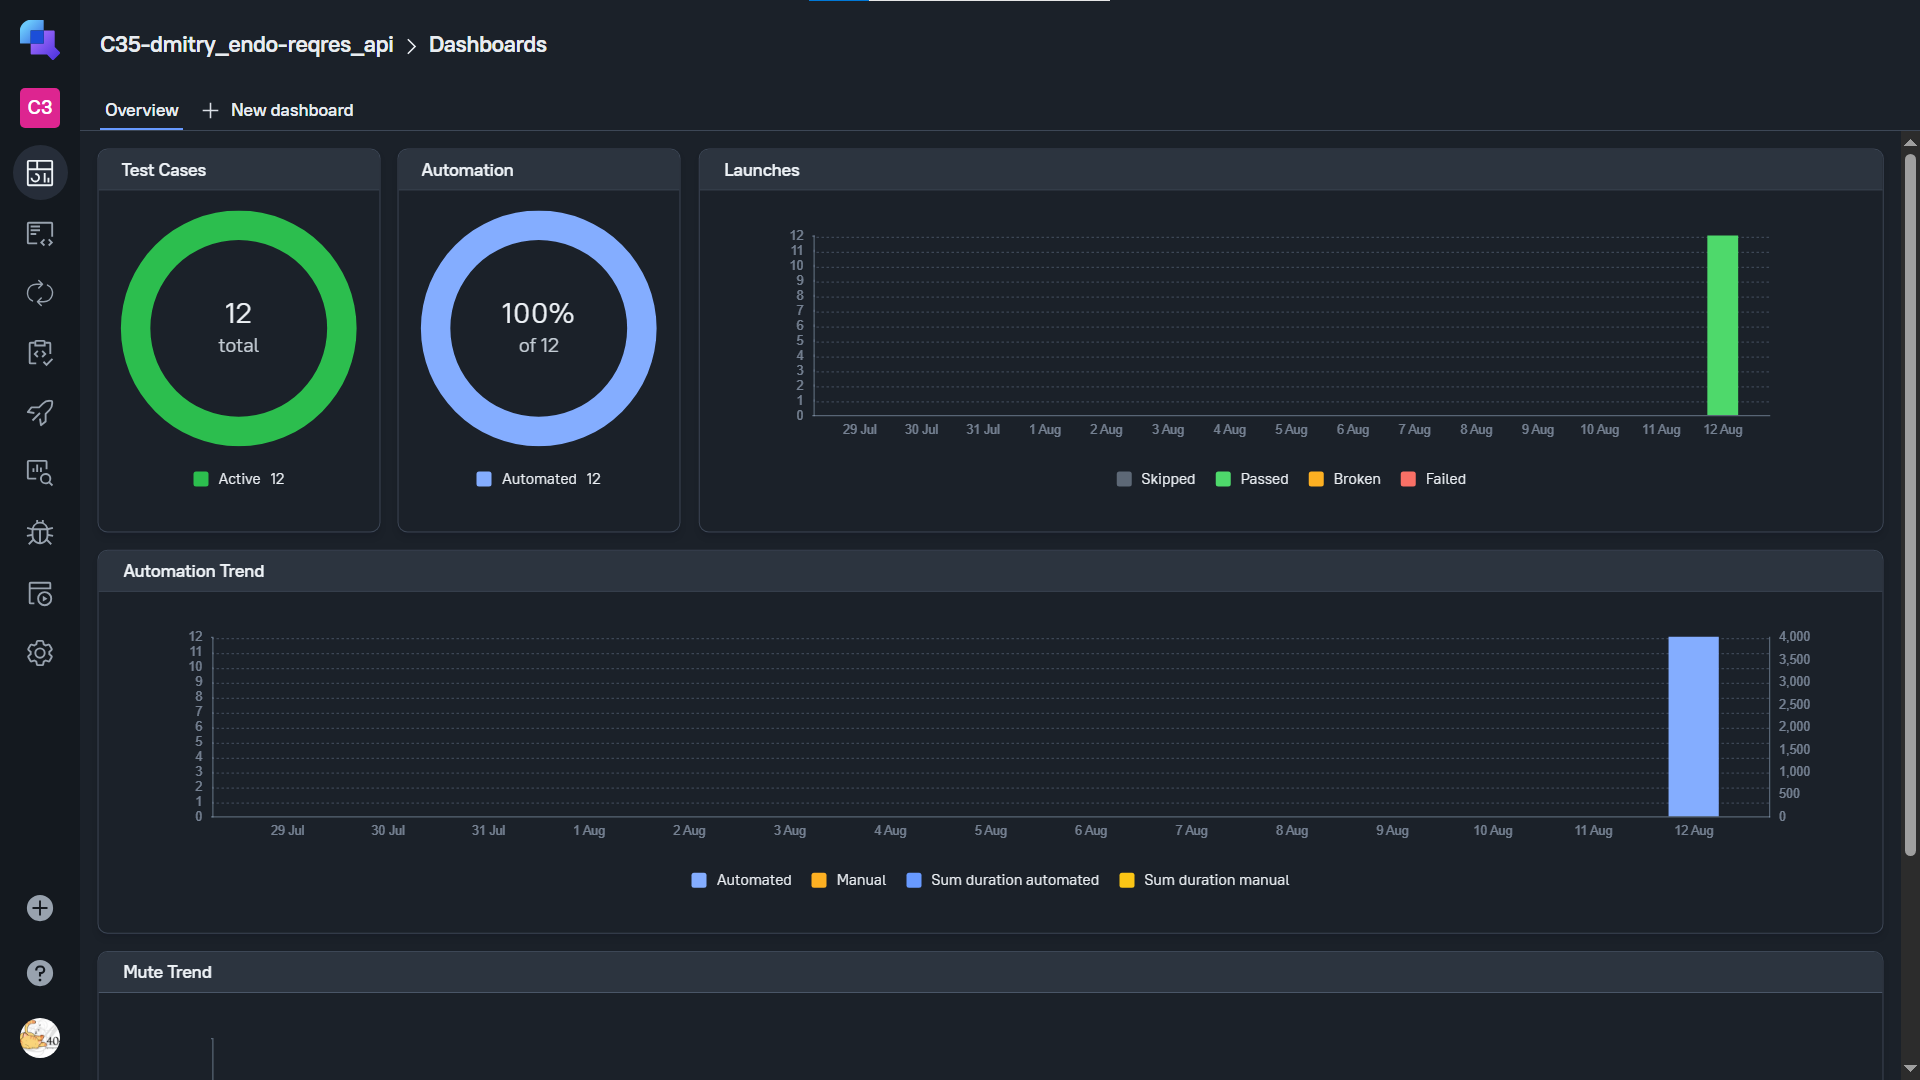 C35-dmitry_endo-reqres_api > Dashboards
C3
Overview
New dashboard
Test Cases
12
total
Active 12
Automation
100%
of 12
Automated 12
Launches
12
11
10
9
8
7
6
5
4
3
2
1
0
29 Jul 30 Jul 31 Jul 1 Aug 2 Aug 3 Aug 4 Aug 5 Aug 6 Aug 7 Aug 8 Aug 9 Aug 10 Aug 11 Aug 12 Aug
Skipped Passed Broken Failed
Automation Trend
12
11
10
9
8
7
6
5
4
3
2
1
0
4,000
3,500
3,000
2,500
2,000
1,500
1,000
500
0
29 Jul 30 Jul 31 Jul 1 Aug 2 Aug 3 Aug 4 Aug 5 Aug 6 Aug 7 Aug 8 Aug 9 Aug 10 Aug 11 Aug 12 Aug
Automated Manual Sum duration automated Sum duration manual
Mute Trend
?
40